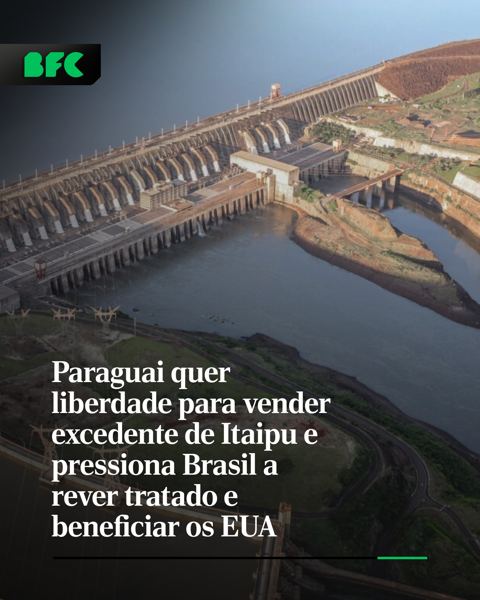 BFC
Paraguai quer
liberdade para vender
excedente de Itaipu e
pressiona Brasil a
rever tratado e
beneficiar os EUA